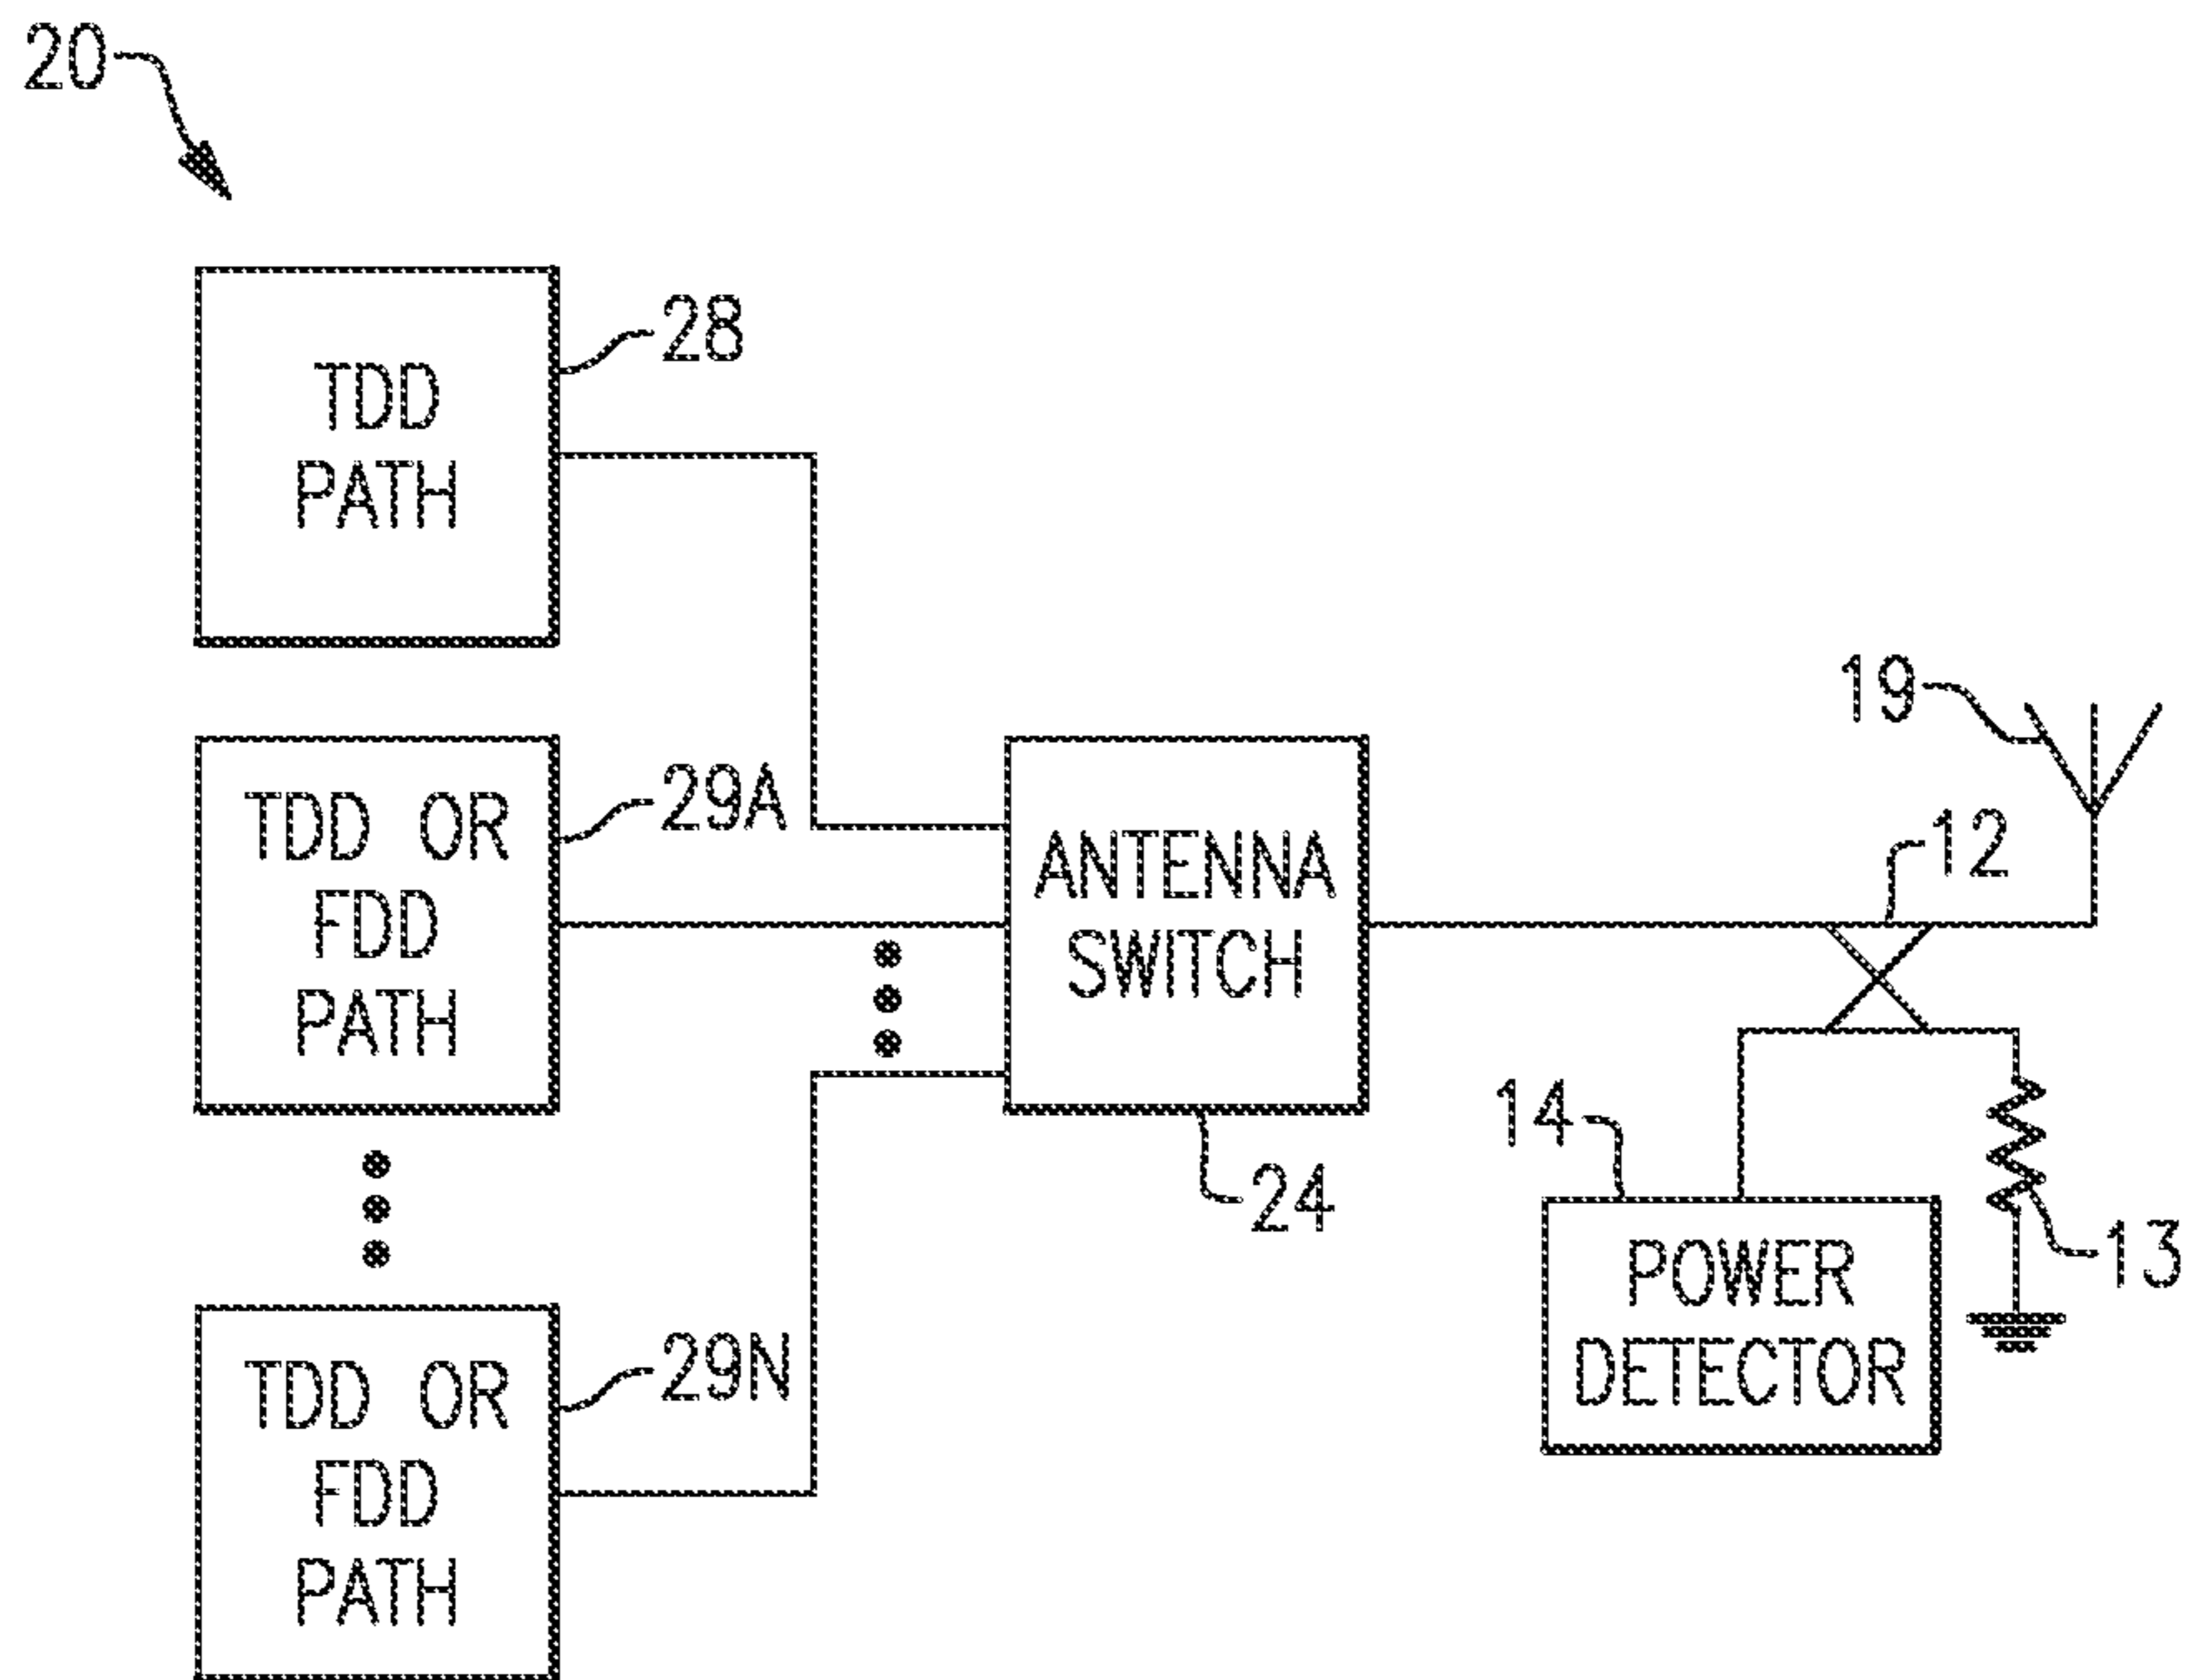 20
TDD
PATH
28
TDD OR
FDD
PATH
29A
TDD OR
FDD
PATH
29N
ANTENNA
SWITCH
24
19
12
14
POWER
DETECTOR
13